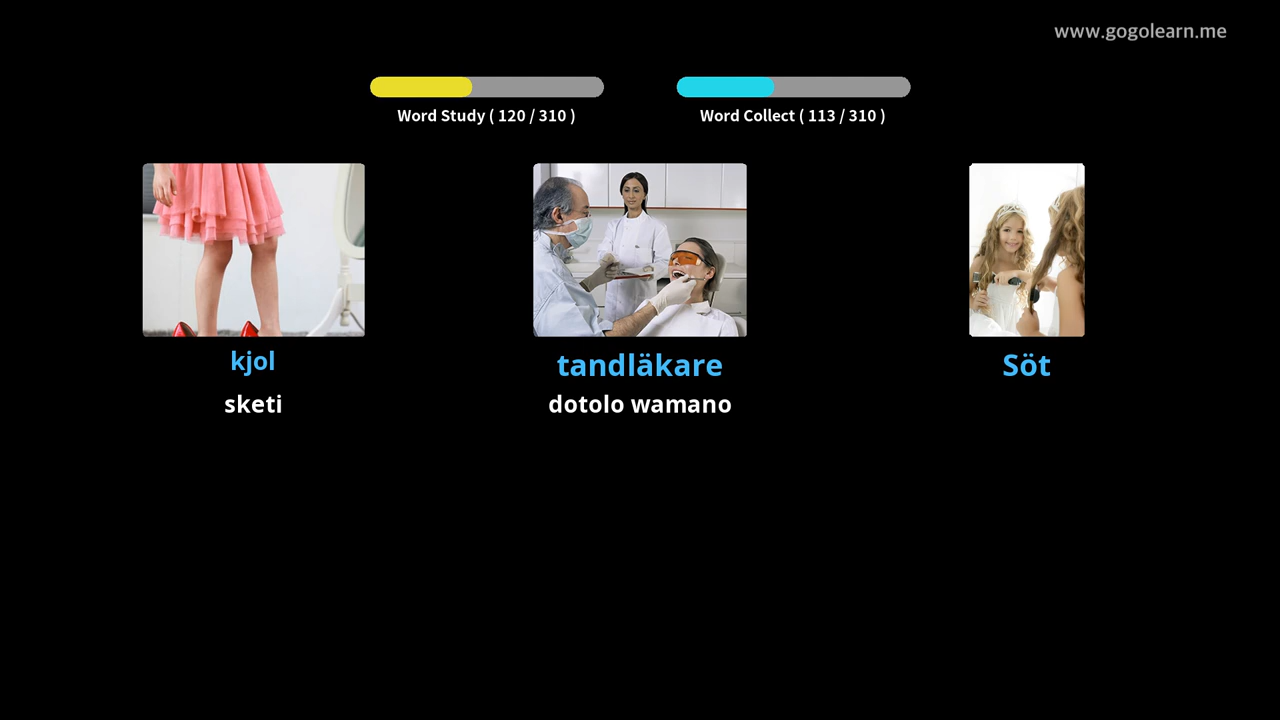 www.gogolearn.me
Word Study ( 120 / 310 )
Word Collect ( 113 / 310 )
kjol
tandläkare
Söt
sketi
dotolo wamano